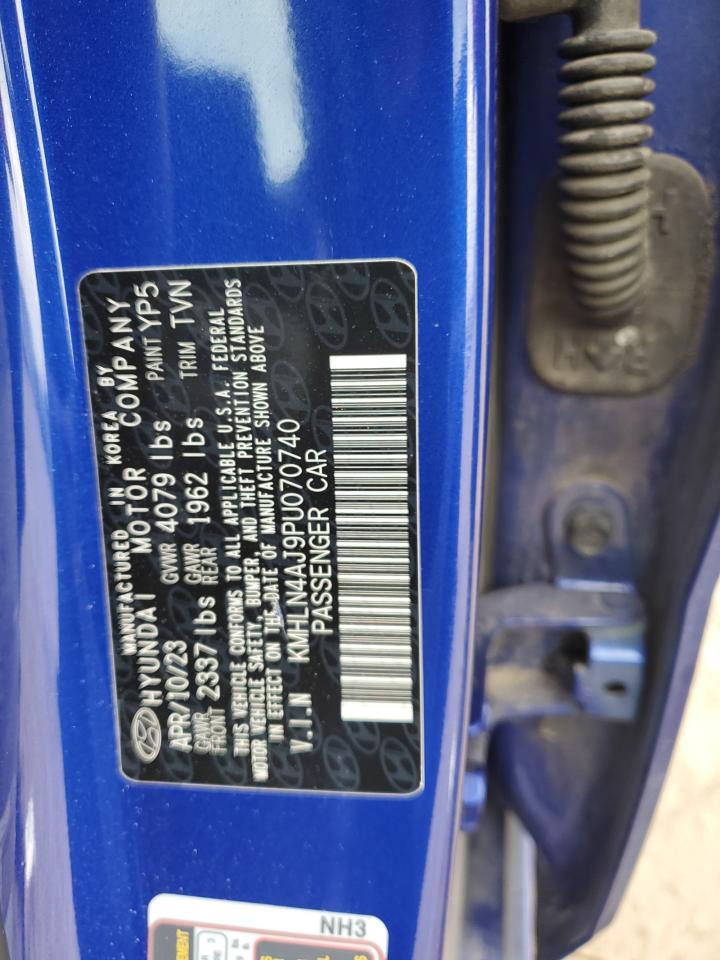 MANUFACTURED IN KOREA BY
HYUNDAI MOTOR COMPANY
APR/10/23 GVWR 4079 lbs PAINT YP5
GAWR FRONT 2337 lbs GAWR REAR 1962 lbs TRIM TVN
THIS VEHICLE CONFORMS TO ALL APPLICABLE U.S.A. FEDERAL
MOTOR VEHICLE SAFETY, BUMPER, AND THEFT PREVENTION STANDARDS
IN EFFECT ON THE DATE OF MANUFACTURE SHOWN ABOVE
V.I.N KMHLN4AJ9PU070740
PASSENGER CAR
NH3